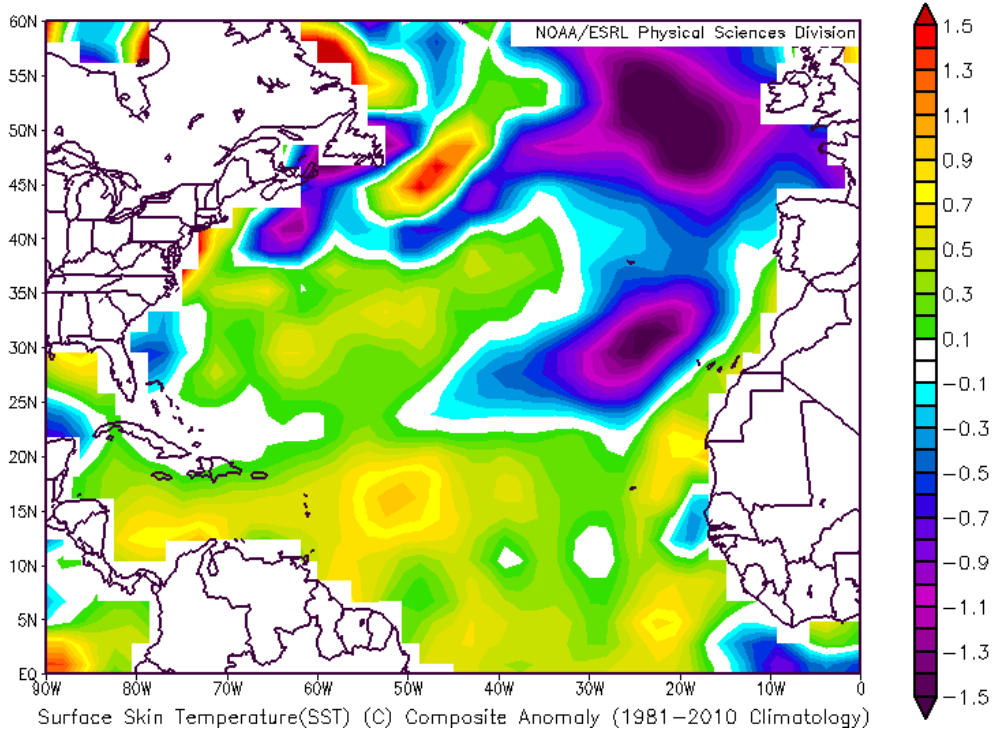 NOAA/ESRL Physical Sciences Division
60N
55N
50N
45N
40N
35N
30N
25N
20N
15N
10N
5N
EQ
90W 80W 70W 60W 50W 40W 30W 20W 10W 0
1.5
1.3
1.1
0.9
0.7
0.5
0.3
0.1
-0.1
-0.3
-0.5
-0.7
-0.9
-1.1
-1.3
-1.5
Surface Skin Temperature(SST) (C) Composite Anomaly (1981-2010 Climatology)